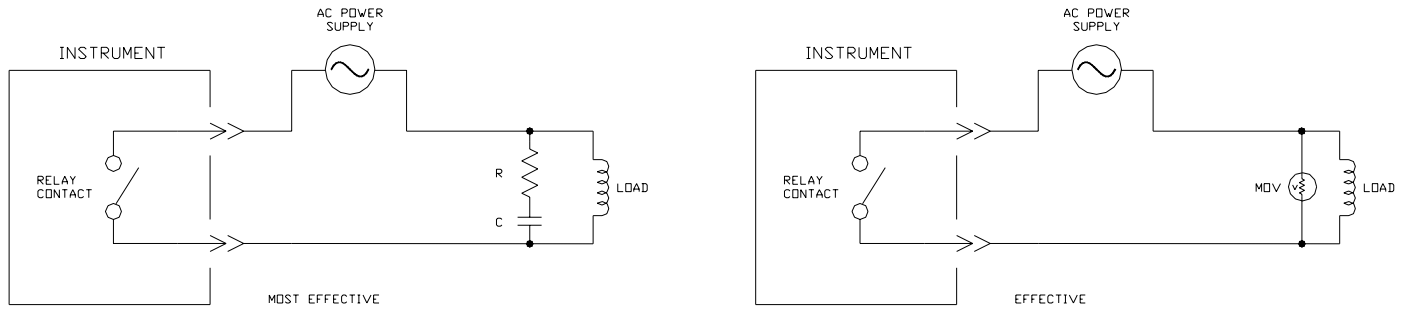 AC POWER
SUPPLY
INSTRUMENT
RELAY
CONTACT
R
C
LOAD
MOST EFFECTIVE
AC POWER
SUPPLY
INSTRUMENT
RELAY
CONTACT
MOV
V
LOAD
EFFECTIVE